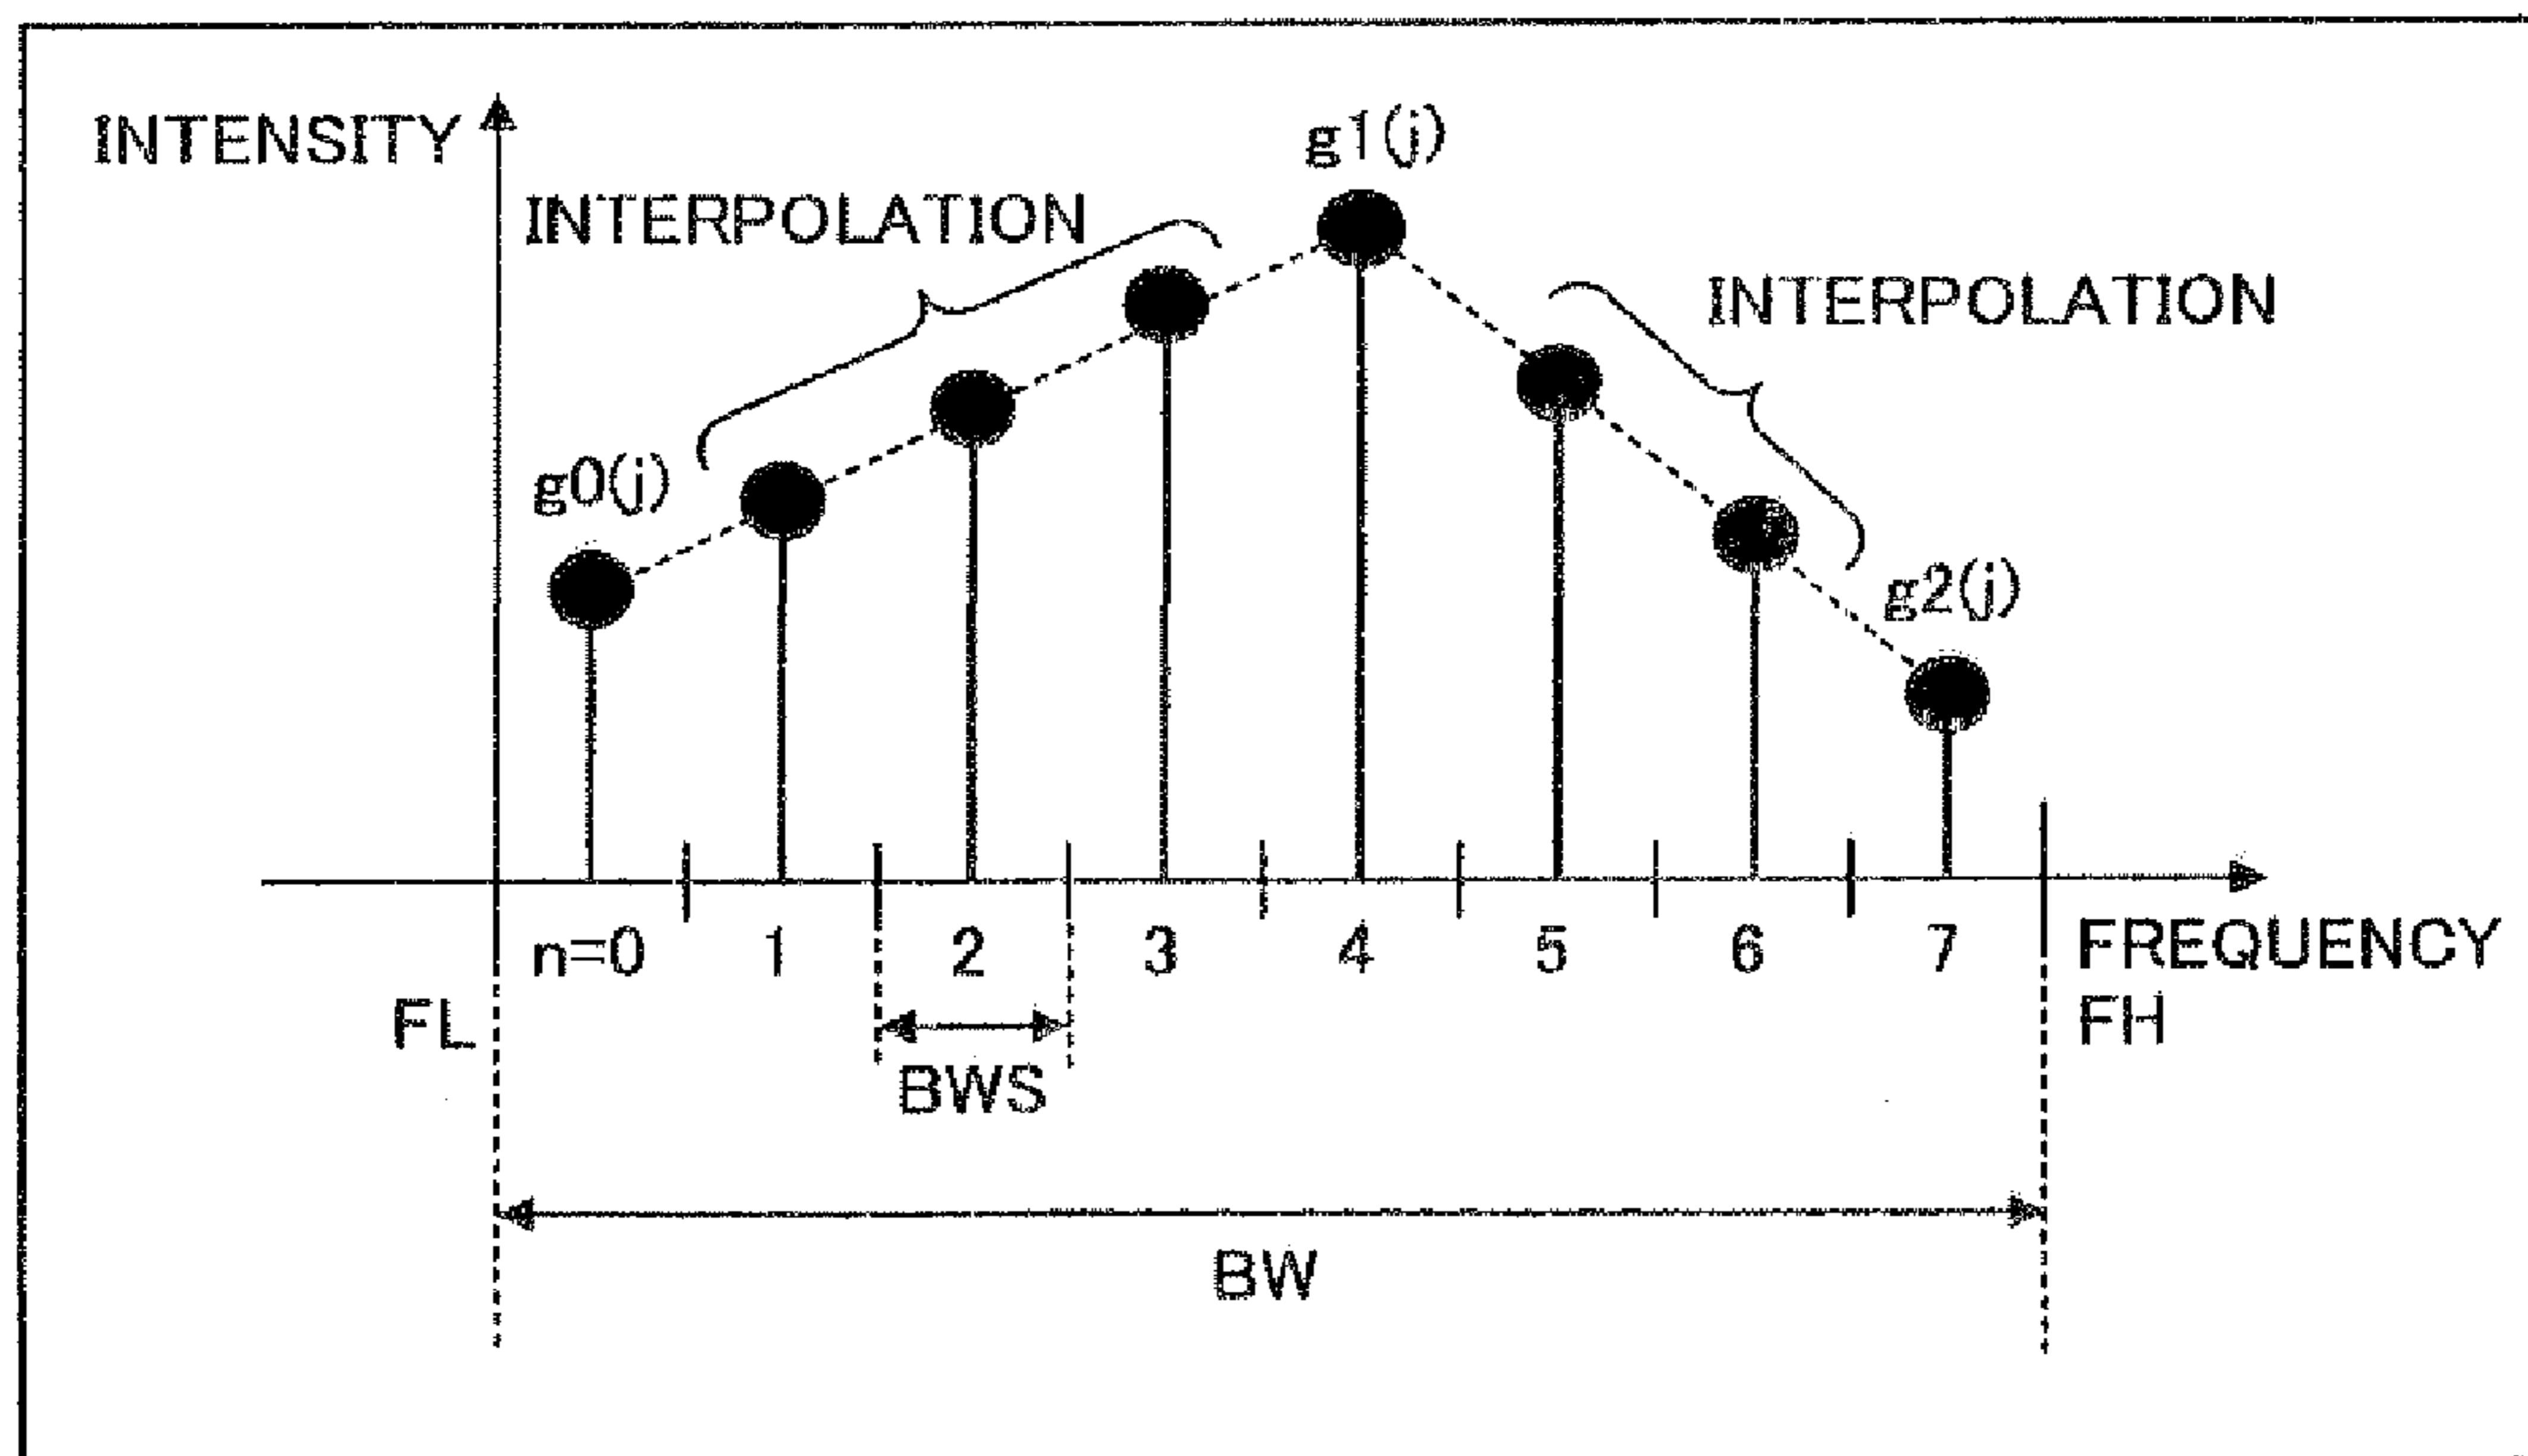 INTENSITY
g1(j)
INTERPOLATION
INTERPOLATION
g0(j)
g2(j)
n=0 1 2 3 4 5 6 7 FREQUENCY
FL FH
BWS
BW